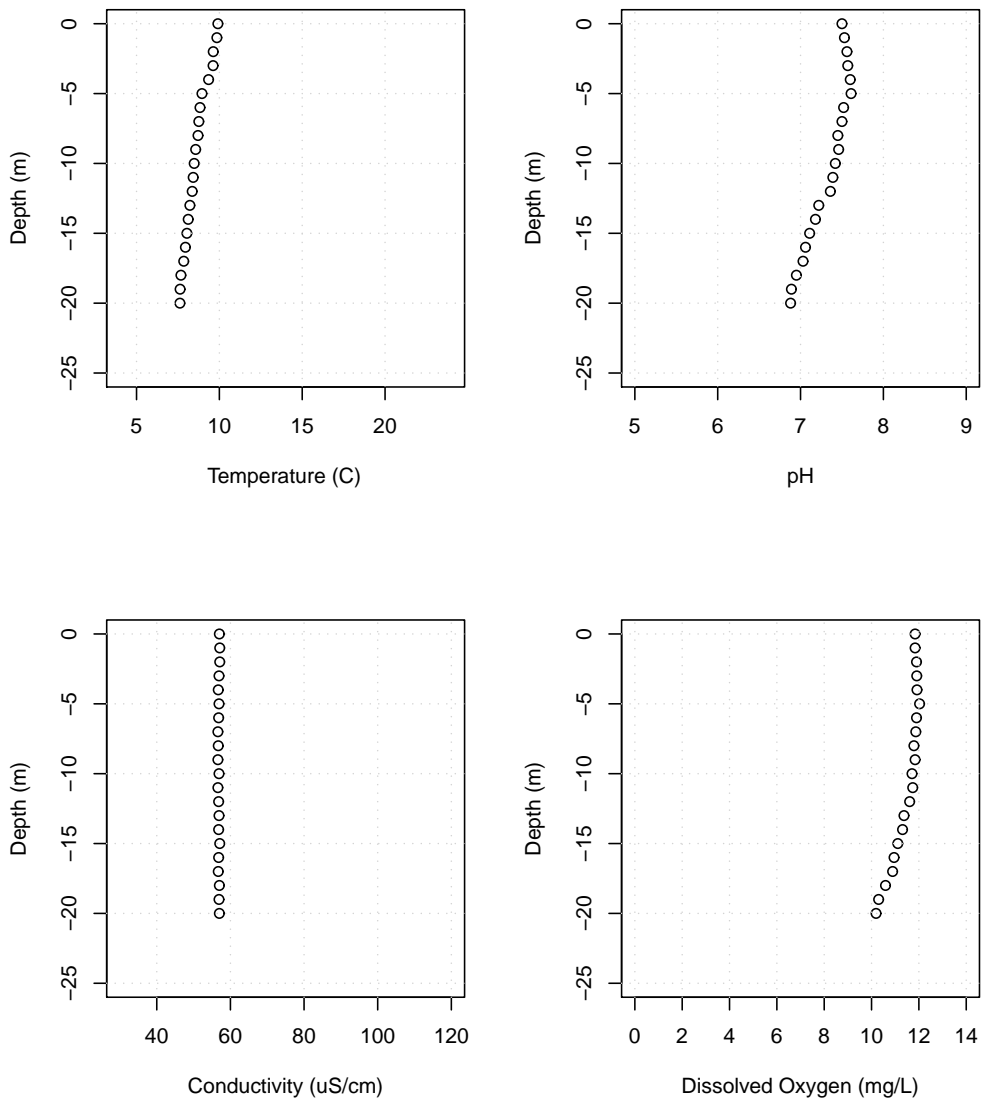 0
−5
−10
−15
−20
−25
Depth (m)
5 10 15 20
Temperature (C)
0
−5
−10
−15
−20
−25
Depth (m)
5 6 7 8 9
pH
0
−5
−10
−15
−20
−25
Depth (m)
40 60 80 100 120
Conductivity (uS/cm)
0
−5
−10
−15
−20
−25
Depth (m)
0 2 4 6 8 10 12 14
Dissolved Oxygen (mg/L)